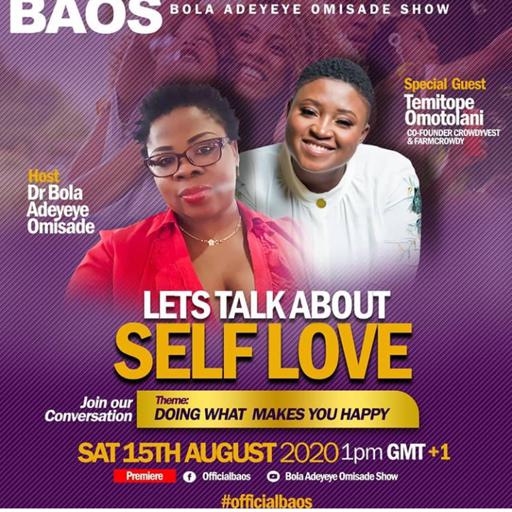 BAOS
BOLA ADEYEYE OMISADE SHOW
Special Guest
Temitope
Omotolani
CO-FOUNDER CROWDYVEST
& FARMCROWDY
Host
Dr Bola
Adeyeye
Omisade
LETS TALK ABOUT
SELF LOVE
Join our
Conversation
Theme:
DOING WHAT MAKES YOU HAPPY
SAT 15TH AUGUST 2020 1pm GMT +1
Premiere Officialbaos Bola Adeyeye Omisade Show
#officialbaos